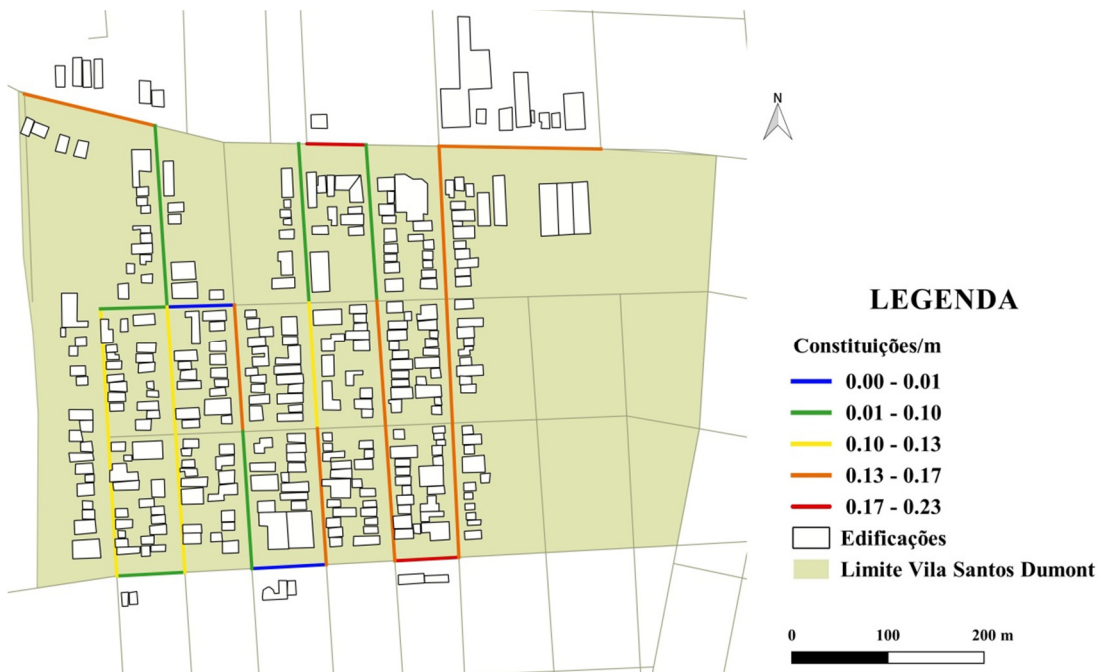 N
LEGENDA
Constituições/m
0.00 - 0.01
0.01 - 0.10
0.10 - 0.13
0.13 - 0.17
0.17 - 0.23
Edificações
Limite Vila Santos Dumont
0 100 200 m